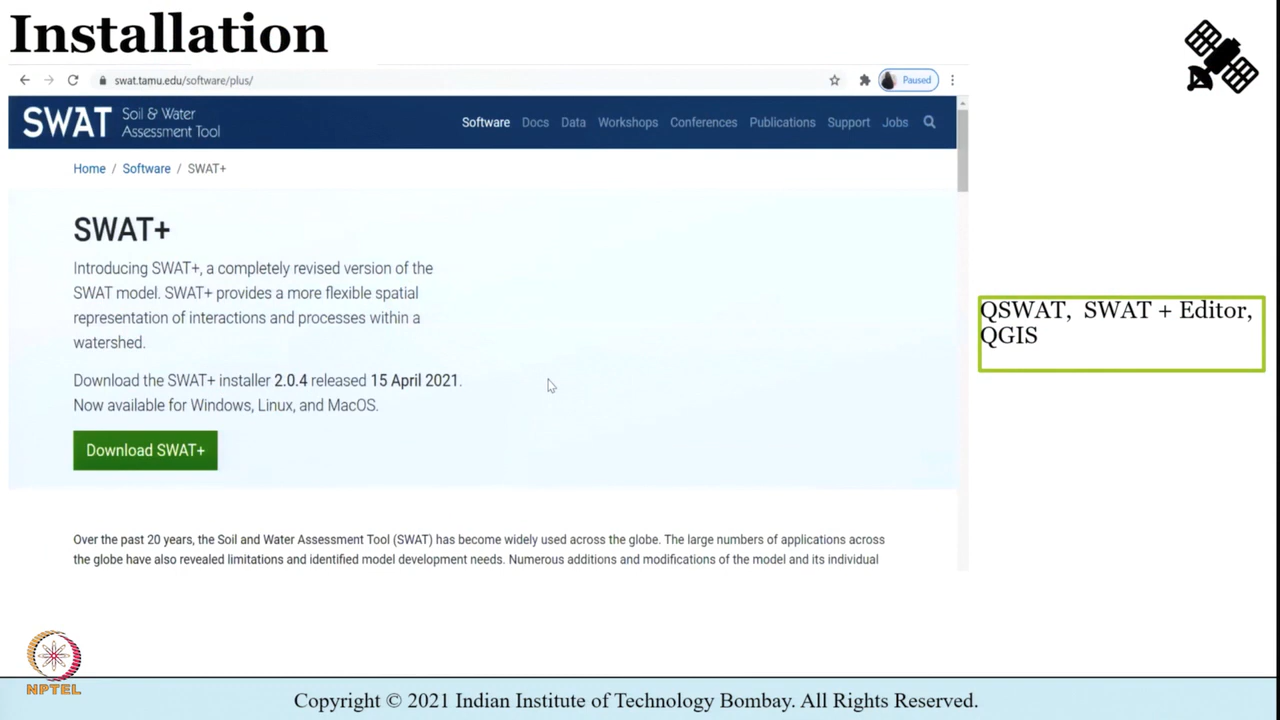 Installation
swat.tamu.edu/software/plus/
Paused
SWAT Soil & Water
Assessment Tool
Software Docs Data Workshops Conferences Publications Support Jobs
Home / Software / SWAT+
SWAT+
Introducing SWAT+, a completely revised version of the
SWAT model. SWAT+ provides a more flexible spatial
representation of interactions and processes within a
watershed.
Download the SWAT+ installer 2.0.4 released 15 April 2021.
Now available for Windows, Linux, and MacOS.
Download SWAT+
Over the past 20 years, the Soil and Water Assessment Tool (SWAT) has become widely used across the globe. The large numbers of applications across
the globe have also revealed limitations and identified model development needs. Numerous additions and modifications of the model and its individual
QSWAT, SWAT + Editor,
QGIS
NPTEL
Copyright © 2021 Indian Institute of Technology Bombay. All Rights Reserved.